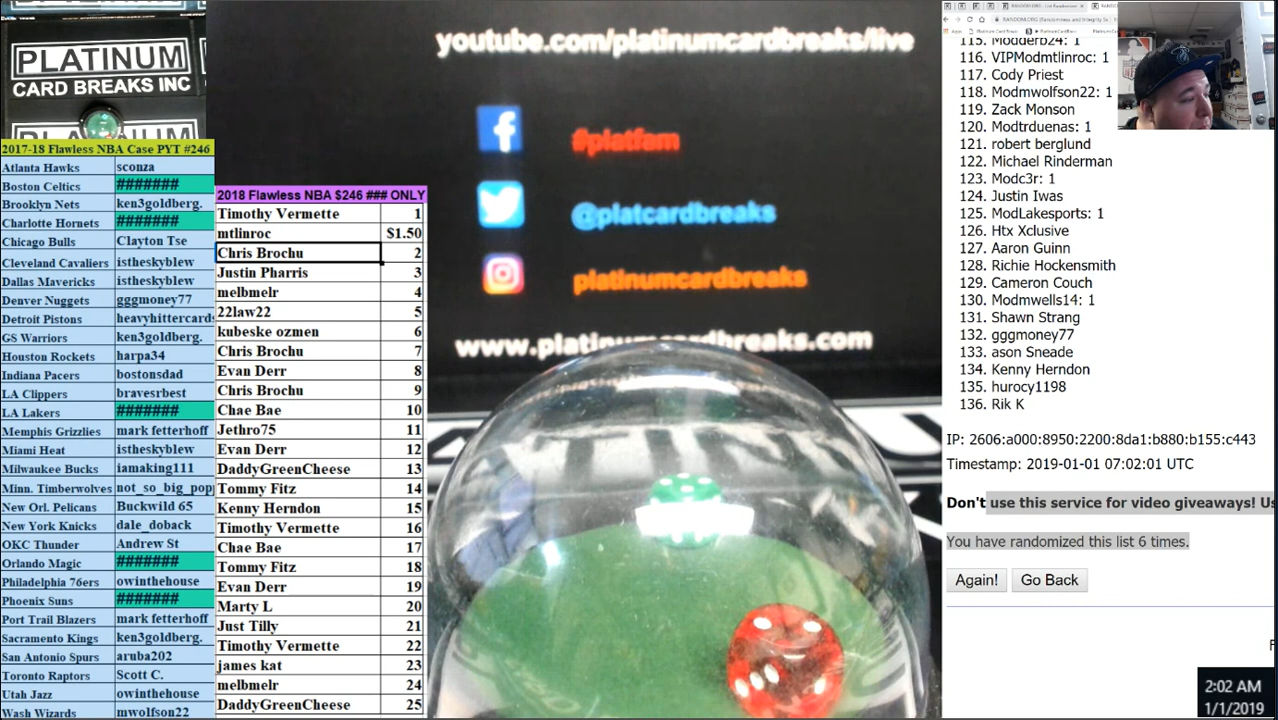 PLATINUM
CARD BREAKS INC
PLATINUM
2017-18 Flawless NBA Case PYT #246
Atlanta Hawks sconza
Boston Celtics #######
Brooklyn Nets ken3goldberg.
Charlotte Hornets #######
Chicago Bulls Clayton Tse
Cleveland Cavaliers istheskyblew
Dallas Mavericks istheskyblew
Denver Nuggets gggmoney77
Detroit Pistons heavyhittercards
GS Warriors ken3goldberg.
Houston Rockets harpa34
Indiana Pacers bostonsdad
LA Clippers bravesrbest
LA Lakers #######
Memphis Grizzlies mark fetterhoff
Miami Heat istheskyblew
Milwaukee Bucks iamaking111
Minn. Timberwolves not_so_big_pop
New Orl. Pelicans Buckwild 65
New York Knicks dale_doback
OKC Thunder Andrew St
Orlando Magic #######
Philadelphia 76ers owinthehouse
Phoenix Suns #######
Port Trail Blazers mark fetterhoff
Sacramento Kings ken3goldberg.
San Antonio Spurs aruba202
Toronto Raptors Scott C.
Utah Jazz owinthehouse
Wash Wizards mwolfson22
2018 Flawless NBA $246 ### ONLY
Timothy Vermette 1
mtlinroc $1.50
Chris Brochu 2
Justin Pharris 3
melbmelr 4
22law22 5
kubeske ozmen 6
Chris Brochu 7
Evan Derr 8
Chris Brochu 9
Chae Bae 10
Jethro75 11
Evan Derr 12
DaddyGreenCheese 13
Tommy Fitz 14
Kenny Herndon 15
Timothy Vermette 16
Chae Bae 17
Tommy Fitz 18
Evan Derr 19
Marty L 20
Just Tilly 21
Timothy Vermette 22
james kat 23
melbmelr 24
DaddyGreenCheese 25
youtube.com/platinumcardbreaks/live
#platfam
@platcardbreaks
platinumcardbreaks
www.platinumcardbreaks.com
115. Modderb24: 1
116. VIPModmtlinroc: 1
117. Cody Priest
118. Modmwolfson22: 1
119. Zack Monson
120. Modtrduenas: 1
121. robert berglund
122. Michael Rinderman
123. Modc3r: 1
124. Justin Iwas
125. ModLakesports: 1
126. Htx Xclusive
127. Aaron Guinn
128. Richie Hockensmith
129. Cameron Couch
130. Modmwells14: 1
131. Shawn Strang
132. gggmoney77
133. ason Sneade
134. Kenny Herndon
135. hurocy1198
136. Rik K
IP: 2606:a000:8950:2200:8da1:b880:b155:c443
Timestamp: 2019-01-01 07:02:01 UTC
Don't use this service for video giveaways! Us
You have randomized this list 6 times.
Again! Go Back
2:02 AM
1/1/2019